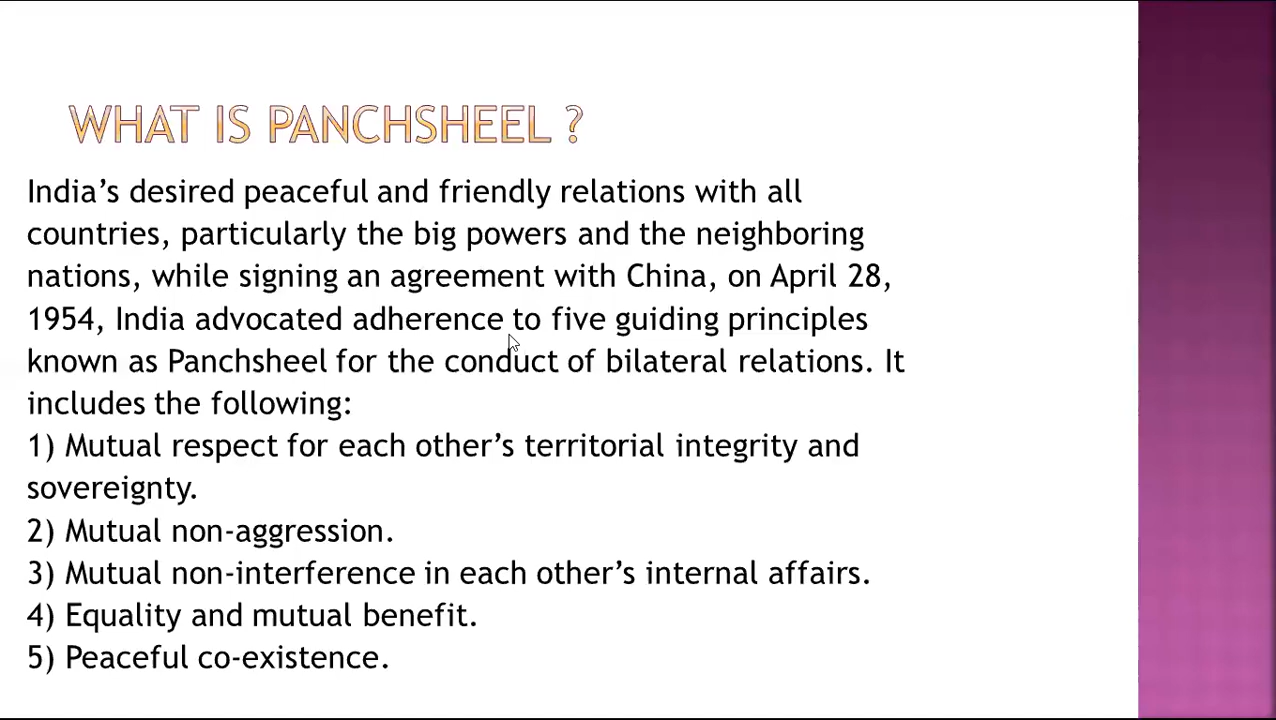 WHAT IS PANCHSHEEL ?
India’s desired peaceful and friendly relations with all
countries, particularly the big powers and the neighboring
nations, while signing an agreement with China, on April 28,
1954, India advocated adherence to five guiding principles
known as Panchsheel for the conduct of bilateral relations. It
includes the following:
1) Mutual respect for each other’s territorial integrity and
sovereignty.
2) Mutual non-aggression.
3) Mutual non-interference in each other’s internal affairs.
4) Equality and mutual benefit.
5) Peaceful co-existence.